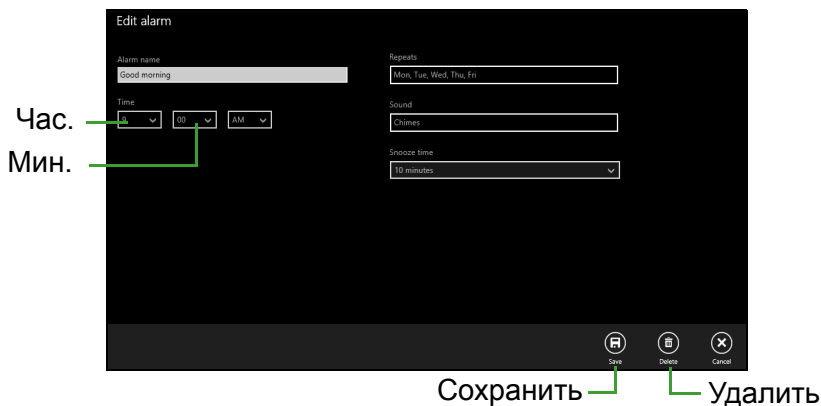 Edit alarm
Alarm name
Good morning
Repeats
Mon, Tue, Wed, Thu, Fri
Time
9 00 AM
Sound
Chimes
Snooze time
10 minutes
Час.
Мин.
Save Delete Cancel
Сохранить
Удалить